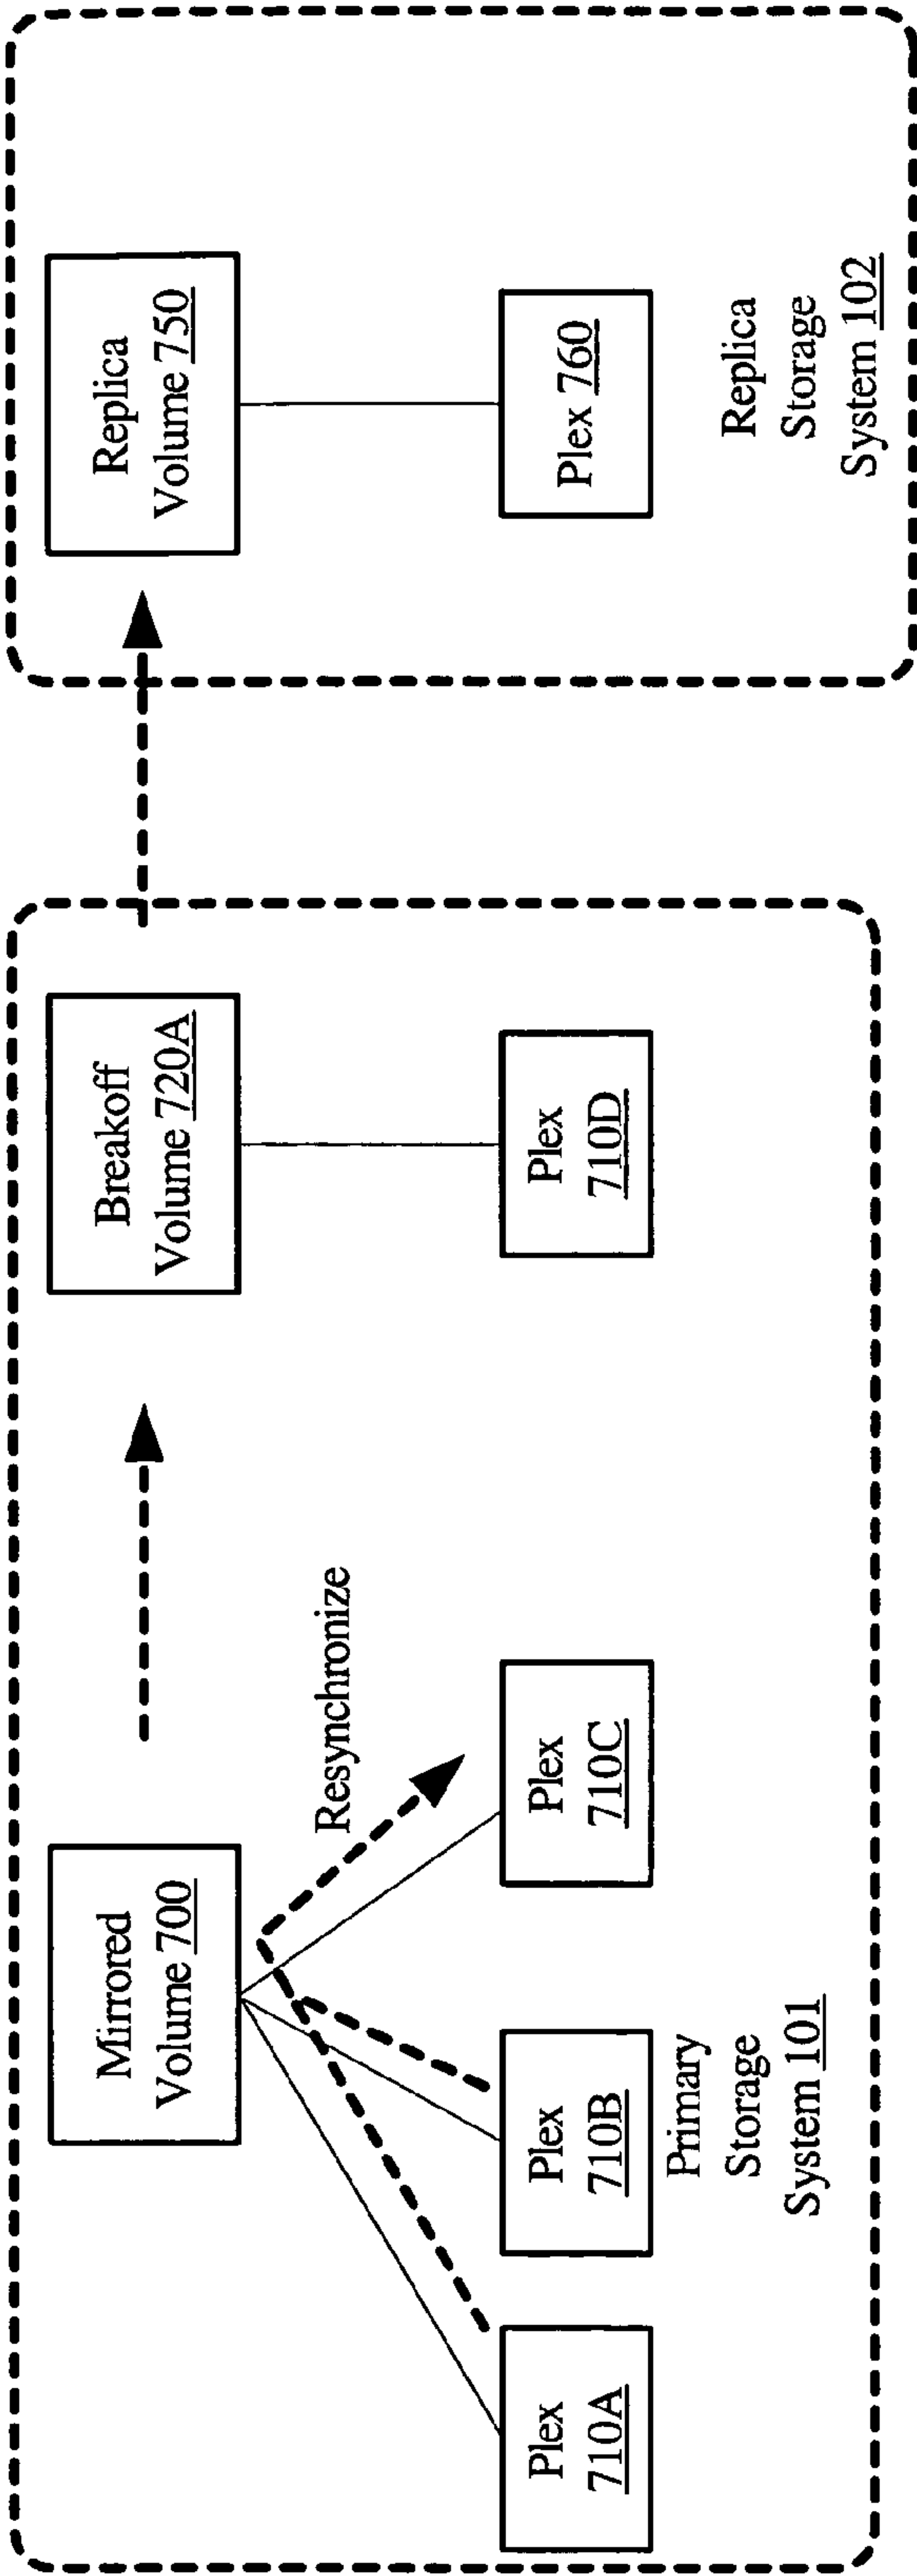 Mirrored
Volume 700
Breakoff
Volume 720A
Replica
Volume 750
Resynchronize
Plex
710A
Plex
710B
Plex
710C
Plex
710D
Plex 760
Primary
Storage
System 101
Replica
Storage
System 102